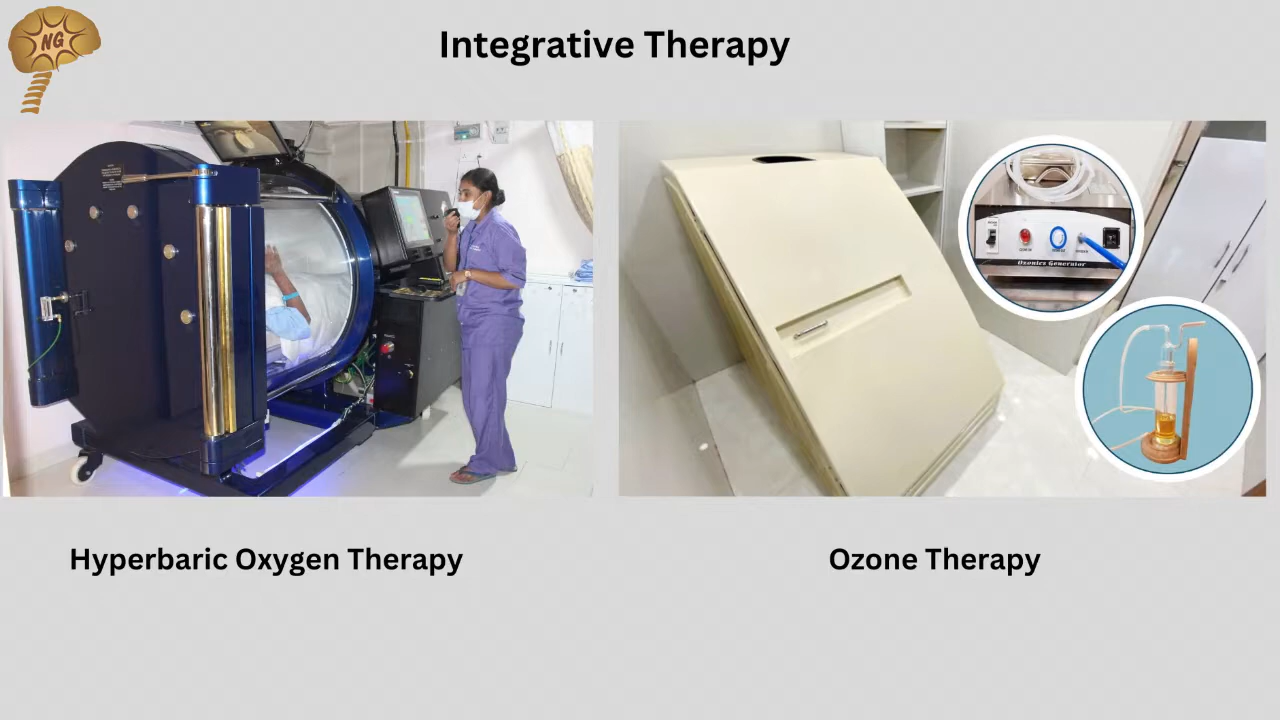 NG
Integrative Therapy
Ozonics Generator
Hyperbaric Oxygen Therapy
Ozone Therapy